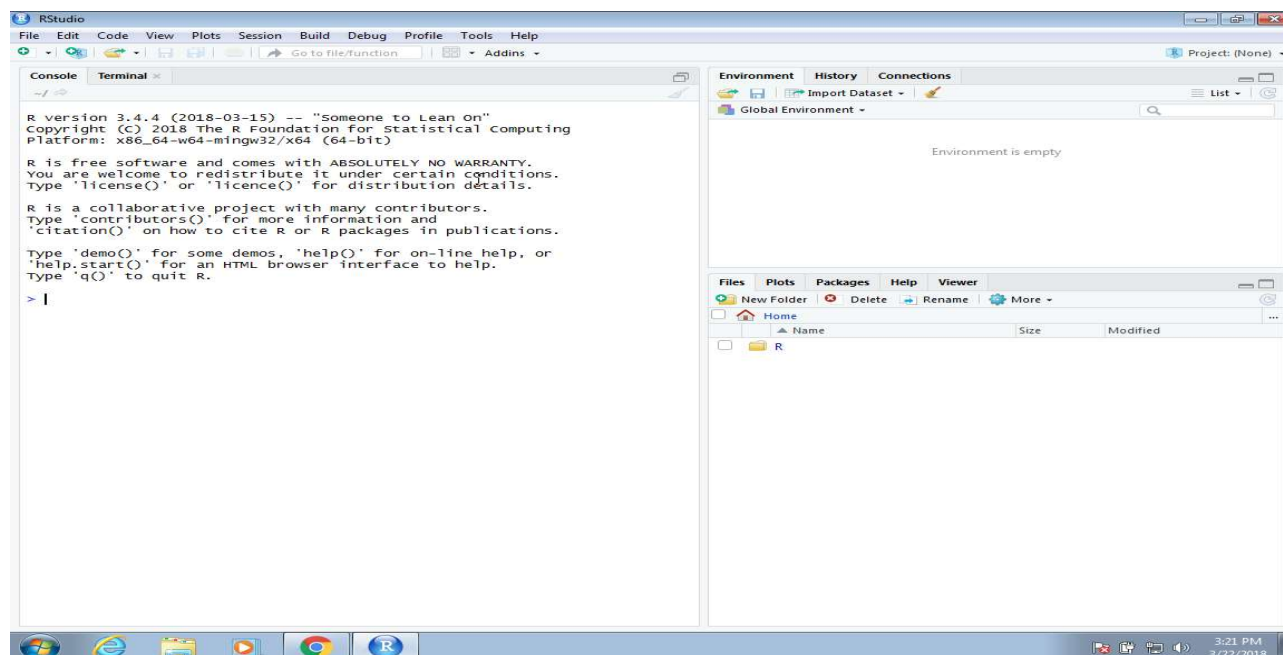 RStudio
File Edit Code View Plots Session Build Debug Profile Tools Help
Go to file/function Addins Project: (None)
Console Terminal
~/
R version 3.4.4 (2018-03-15) -- "Someone to Lean On"
Copyright (C) 2018 The R Foundation for Statistical Computing
Platform: x86_64-w64-mingw32/x64 (64-bit)
R is free software and comes with ABSOLUTELY NO WARRANTY.
You are welcome to redistribute it under certain conditions.
Type 'license()' or 'licence()' for distribution details.
R is a collaborative project with many contributors.
Type 'contributors()' for more information and
'citation()' on how to cite R or R packages in publications.
Type 'demo()' for some demos, 'help()' for on-line help, or
'help.start()' for an HTML browser interface to help.
Type 'q()' to quit R.
>
Environment History Connections
Import Dataset List
Global Environment
Environment is empty
Files Plots Packages Help Viewer
New Folder Delete Rename More
Home ...
Name Size Modified
R
3:21 PM
3/22/2018